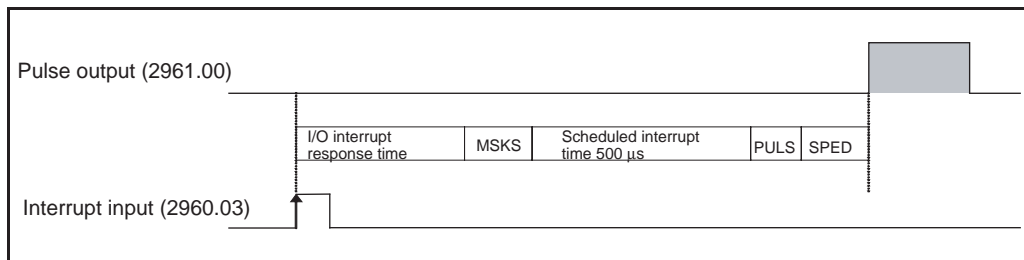 Pulse output (2961.00)
I/O interrupt
response time
MSKS
Scheduled interrupt
time 500 μs
PULS
SPED
Interrupt input (2960.03)